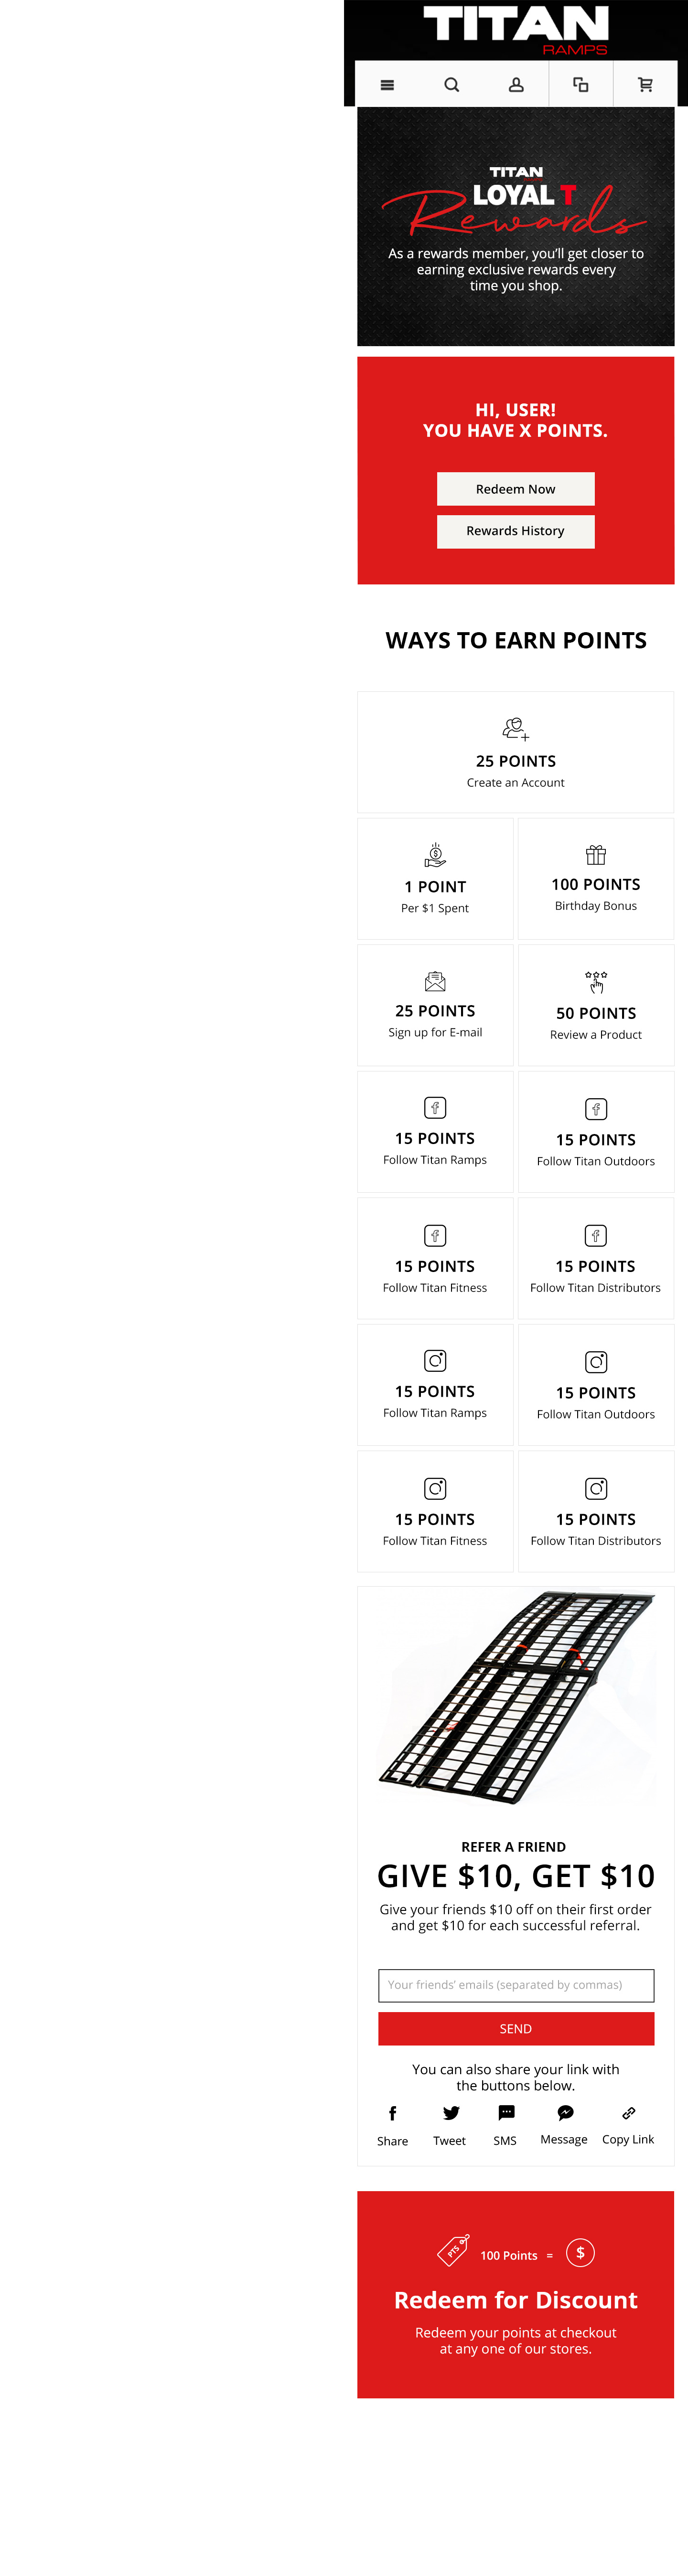 TITAN
RAMPS
TITAN
LOYAL T
Rewards
As a rewards member, you'll get closer to
earning exclusive rewards every
time you shop.
HI, USER!
YOU HAVE X POINTS.
Redeem Now
Rewards History
WAYS TO EARN POINTS
25 POINTS
Create an Account
1 POINT
Per $1 Spent
100 POINTS
Birthday Bonus
25 POINTS
Sign up for E-mail
50 POINTS
Review a Product
15 POINTS
Follow Titan Ramps
15 POINTS
Follow Titan Outdoors
15 POINTS
Follow Titan Fitness
15 POINTS
Follow Titan Distributors
15 POINTS
Follow Titan Ramps
15 POINTS
Follow Titan Outdoors
15 POINTS
Follow Titan Fitness
15 POINTS
Follow Titan Distributors
REFER A FRIEND
GIVE $10, GET $10
Give your friends $10 off on their first order
and get $10 for each successful referral.
Your friends' emails (separated by commas)
SEND
You can also share your link with
the buttons below.
Share Tweet SMS Message Copy Link
PTS 100 Points = $
Redeem for Discount
Redeem your points at checkout
at any one of our stores.